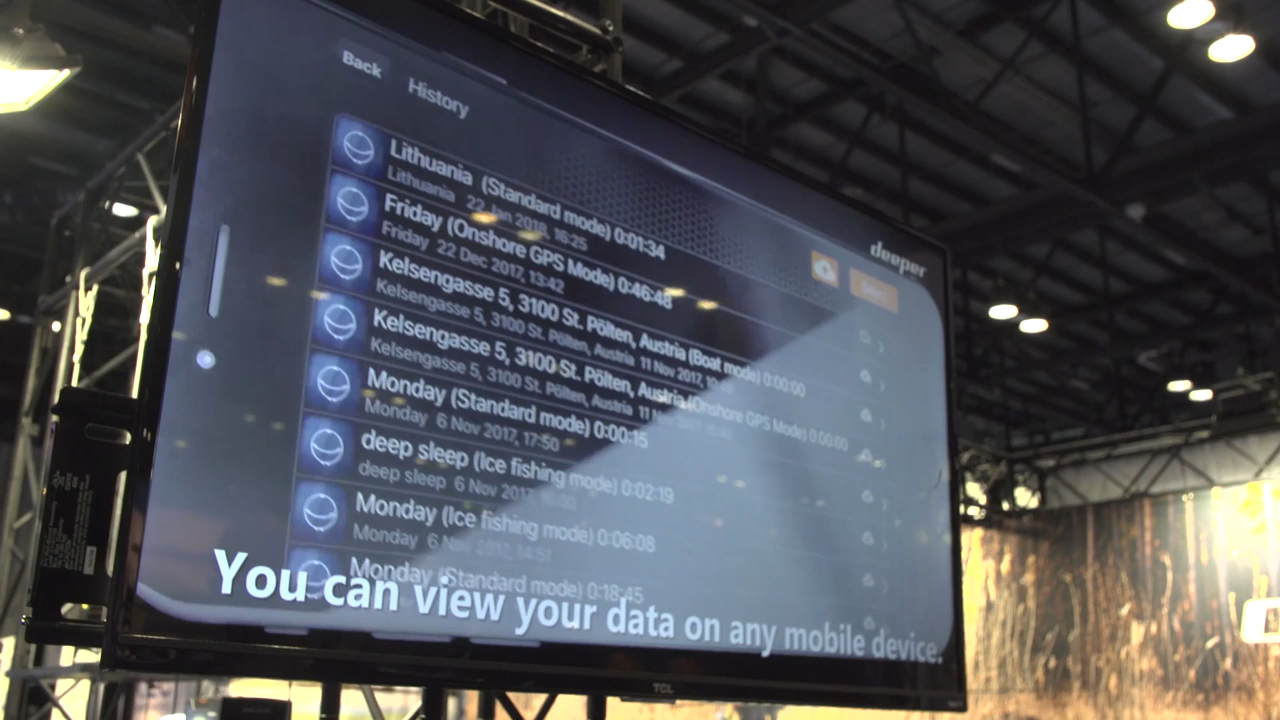 Back
History
deeper
Lithuania (Standard mode) 0:01:34
Lithuania 22 Jan 2018, 16:25
Friday (Onshore GPS Mode) 0:46:48
Friday 22 Dec 2017, 13:42
Kelsengasse 5, 3100 St. Pölten, Austria (Boat mode) 0:00:00
Kelsengasse 5, 3100 St. Pölten, Austria 11 Nov 2017,
Kelsengasse 5, 3100 St. Pölten, Austria (Onshore GPS Mode) 0:00:00
Kelsengasse 5, 3100 St. Pölten, Austria 11 Nov 2017,
Monday (Standard mode) 0:00:15
Monday 6 Nov 2017, 17:50
deep sleep (Ice fishing mode) 0:02:19
deep sleep 6 Nov 2017,
Monday (Ice fishing mode) 0:06:08
Monday 6 Nov 2017, 14:51
Monday (Standard mode) 0:18:45
You can view your data on any mobile device.
TCL